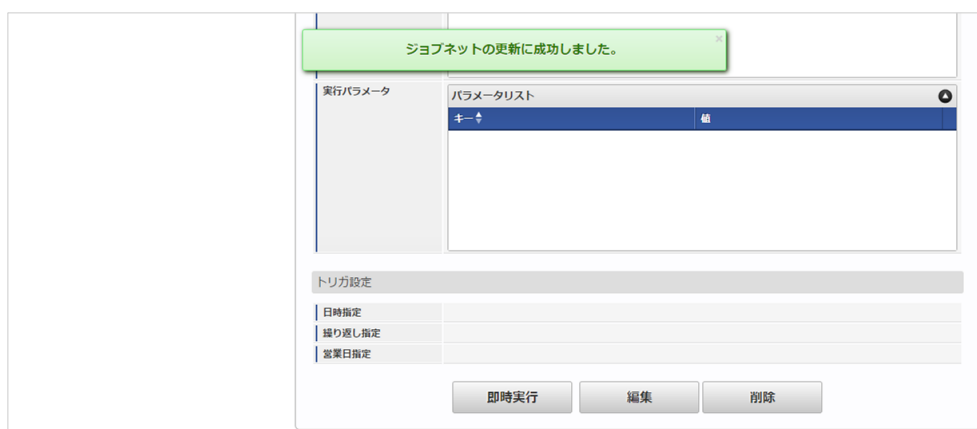 ジョブネットの更新に成功しました。
×
実行パラメータ
パラメータリスト
キー 値
トリガ設定
日時指定
繰り返し指定
営業日指定
即時実行 編集 削除